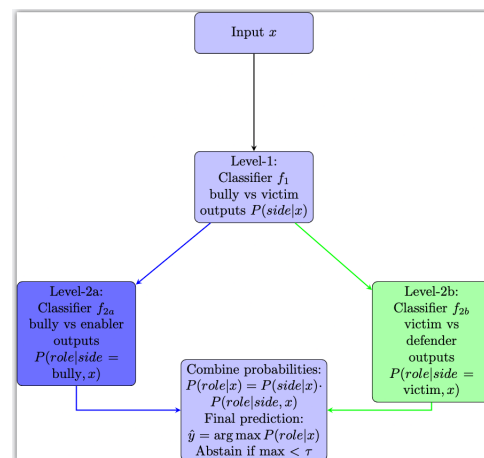 Input x
Level-1:
Classifier f₁
bully vs victim
outputs P(side|x)
Level-2a:
Classifier f₂ₐ
bully vs enabler
outputs
P(role|side =
bully, x)
Level-2b:
Classifier f₂b
victim vs
defender
outputs
P(role|side =
victim, x)
Combine probabilities:
P(role|x) = P(side|x)·
P(role|side, x)
Final prediction:
ŷ = arg max P(role|x)
Abstain if max < τ